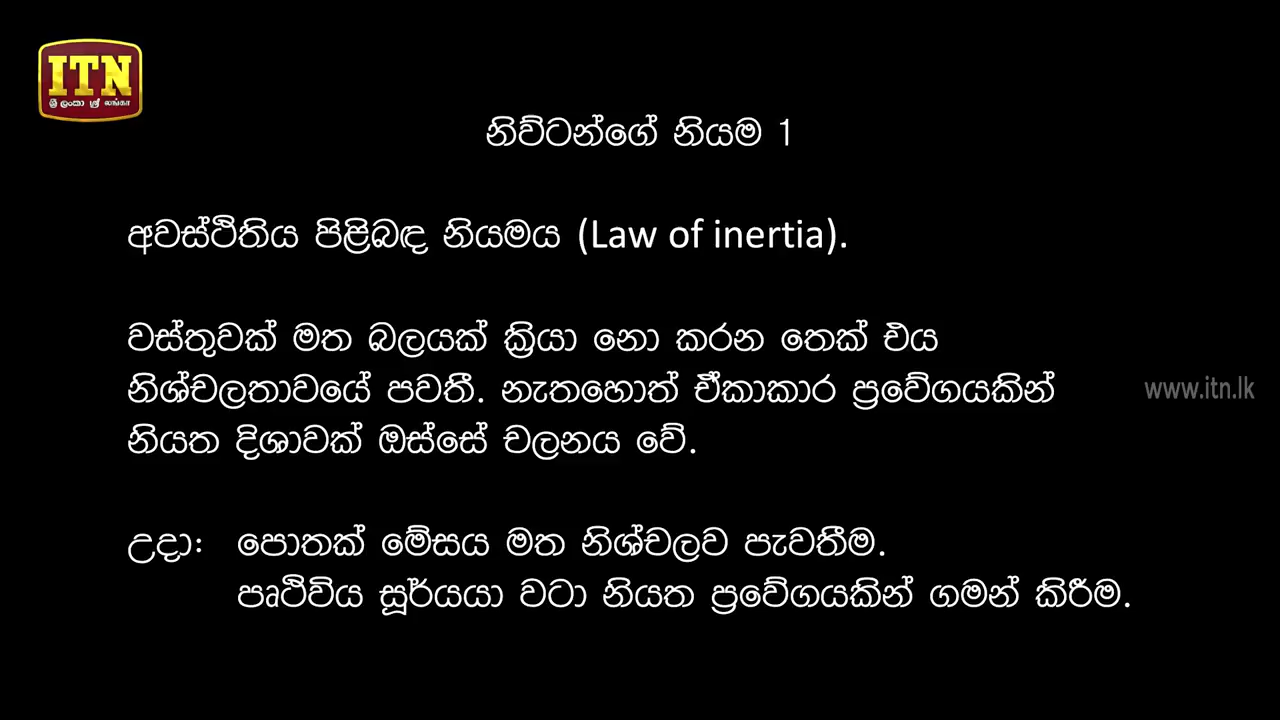 ITN
ශ්‍රී ලංකා ශ්‍රී லங்கா
නිව්ටන්ගේ නියම 1
අවස්ථිතිය පිළිබඳ නියමය (Law of inertia).
වස්තුවක් මත බලයක් ක්‍රියා නො කරන තෙක් එය
නිශ්චලතාවයේ පවතී. නැතහොත් ඒකාකාර ප්‍රවේගයකින්
නියත දිශාවක් ඔස්සේ චලනය වේ.
www.itn.lk
උදා: පොතක් මේසය මත නිශ්චලව පැවතීම.
පෘථිවිය සූර්යයා වටා නියත ප්‍රවේගයකින් ගමන් කිරීම.